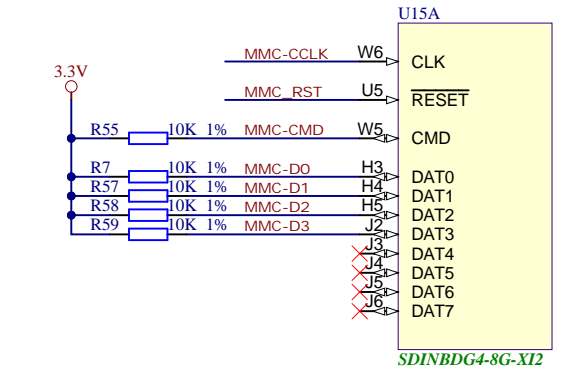 U15A
MMC-CCLK W6 CLK
3.3V
MMC_RST U5 RESET
R55 10K 1% MMC-CMD W5 CMD
R7 10K 1% MMC-D0 H3 DAT0
R57 10K 1% MMC-D1 H4 DAT1
R58 10K 1% MMC-D2 H5 DAT2
R59 10K 1% MMC-D3 J2 DAT3
J3 DAT4
J4 DAT5
J5 DAT6
J6 DAT7
SDINBDG4-8G-XI2